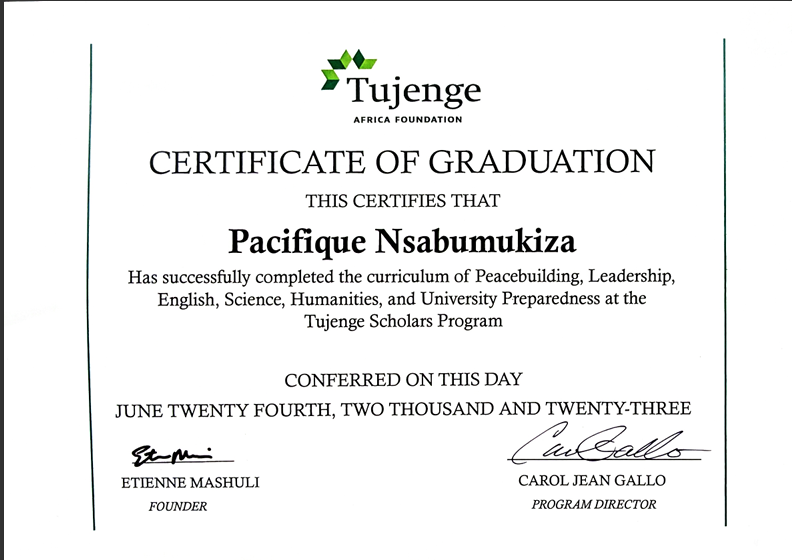 Tujenge
AFRICA FOUNDATION
CERTIFICATE OF GRADUATION
THIS CERTIFIES THAT
Pacifique Nsabumukiza
Has successfully completed the curriculum of Peacebuilding, Leadership,
English, Science, Humanities, and University Preparedness at the
Tujenge Scholars Program
CONFERRED ON THIS DAY
JUNE TWENTY FOURTH, TWO THOUSAND AND TWENTY-THREE
ETIENNE MASHULI
FOUNDER
Carol Gallo
CAROL JEAN GALLO
PROGRAM DIRECTOR